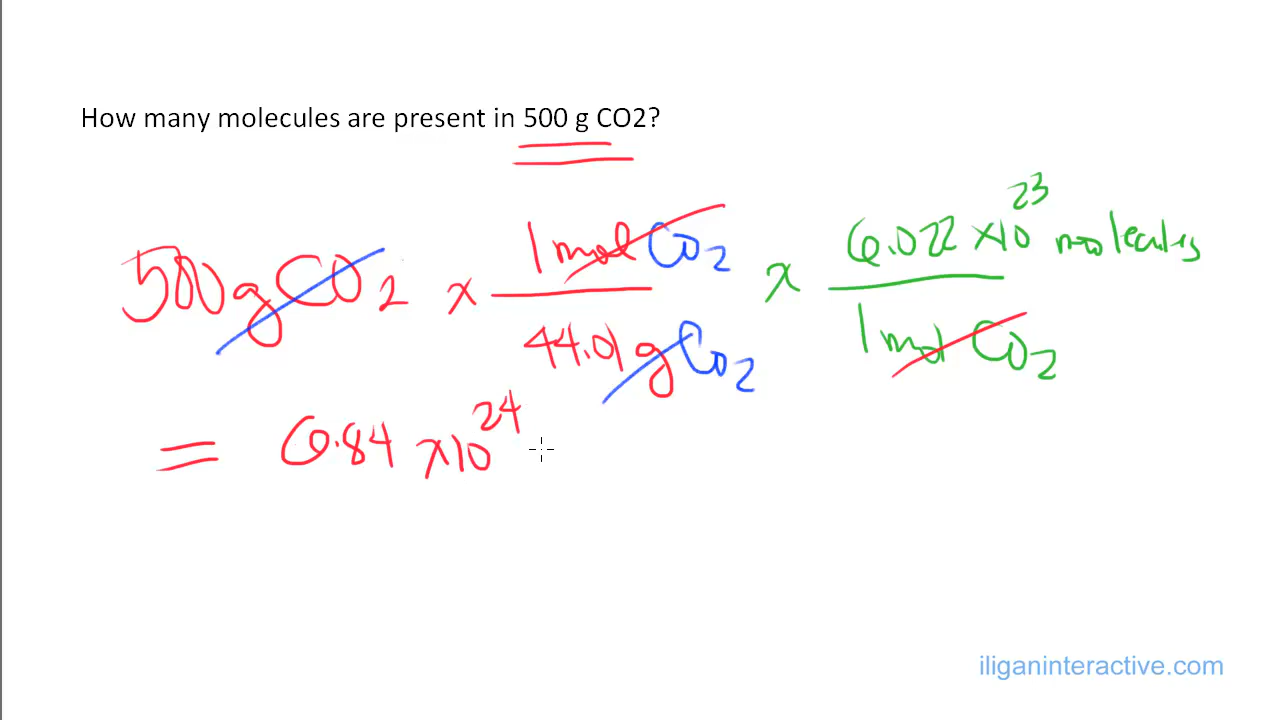 How many molecules are present in 500 g CO2?
500 g CO2 x 1 mol CO2 / 44.01 g CO2 x 6.022 x 10^23 molecules / 1 mol CO2
= 6.84 x 10^24
iliganinteractive.com